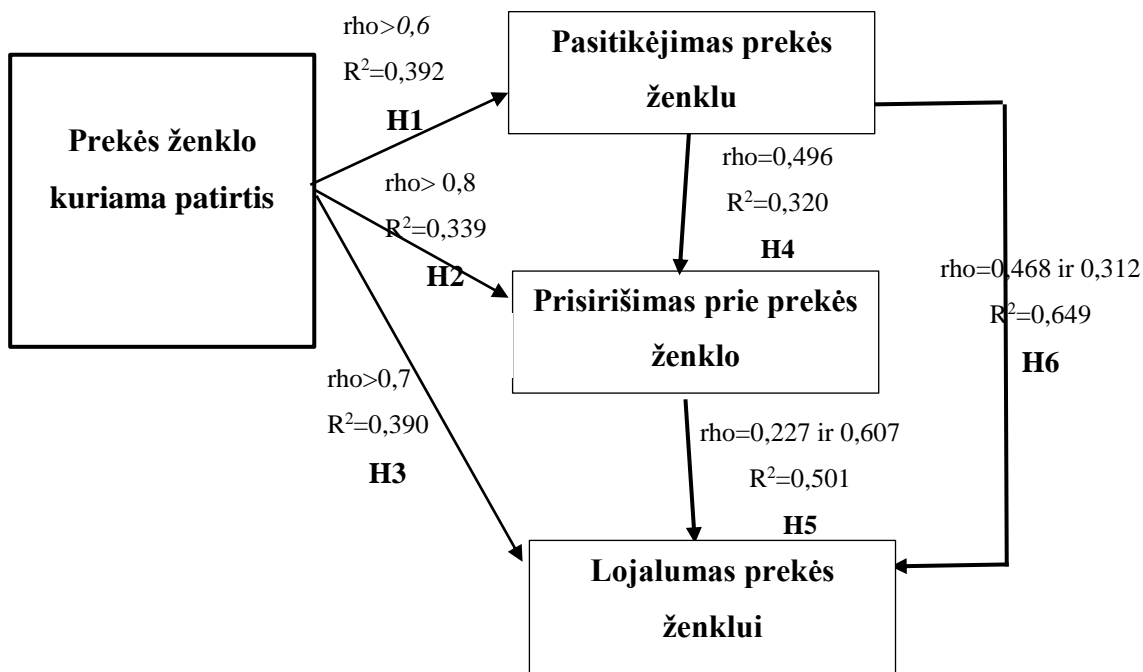 rho>0,6
R²=0,392
H1
Pasitikėjimas prekės
ženklu
Prekės ženklo
kuriama patirtis
rho> 0,8
R²=0,339
H2
rho=0,496
R²=0,320
H4
rho=0,468 ir 0,312
R²=0,649
H6
Prisirišimas prie prekės
ženklo
rho>0,7
R²=0,390
H3
rho=0,227 ir 0,607
R²=0,501
H5
Lojalumas prekės
ženklui